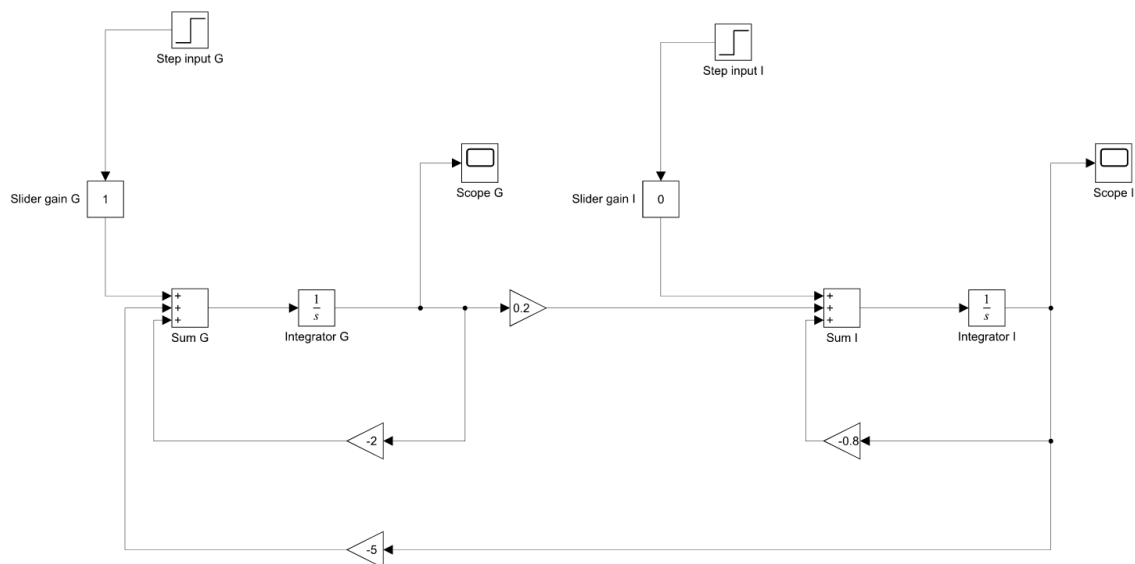 Step input G
Step input I
Slider gain G
1
Scope G
Slider gain I
0
Scope I
+
+
+
Sum G
1
s
Integrator G
0.2
+
+
+
Sum I
1
s
Integrator I
-2
-0.8
-5